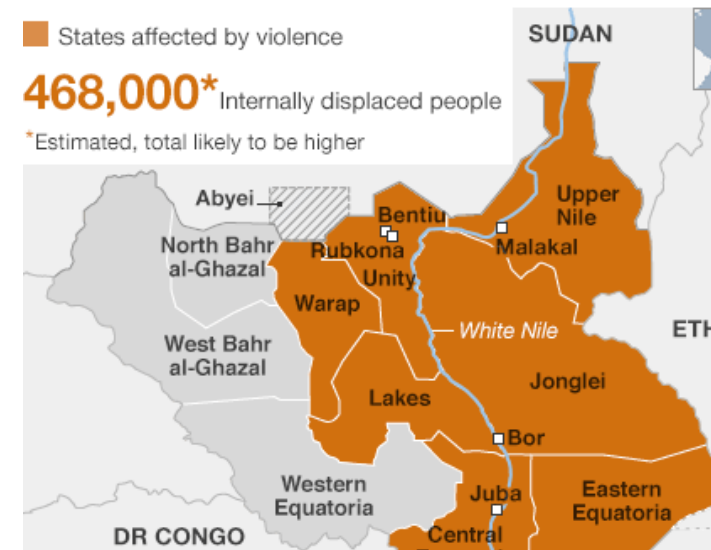 States affected by violence
468,000*Internally displaced people
*Estimated, total likely to be higher
SUDAN
Abyei
Bentiu
Upper
Nile
North Bahr
al-Ghazal
Rubkona
Malakal
Unity
Warap
White Nile
ETH
West Bahr
al-Ghazal
Jonglei
Lakes
Bor
Western
Equatoria
Juba
Eastern
Equatoria
DR CONGO
Central